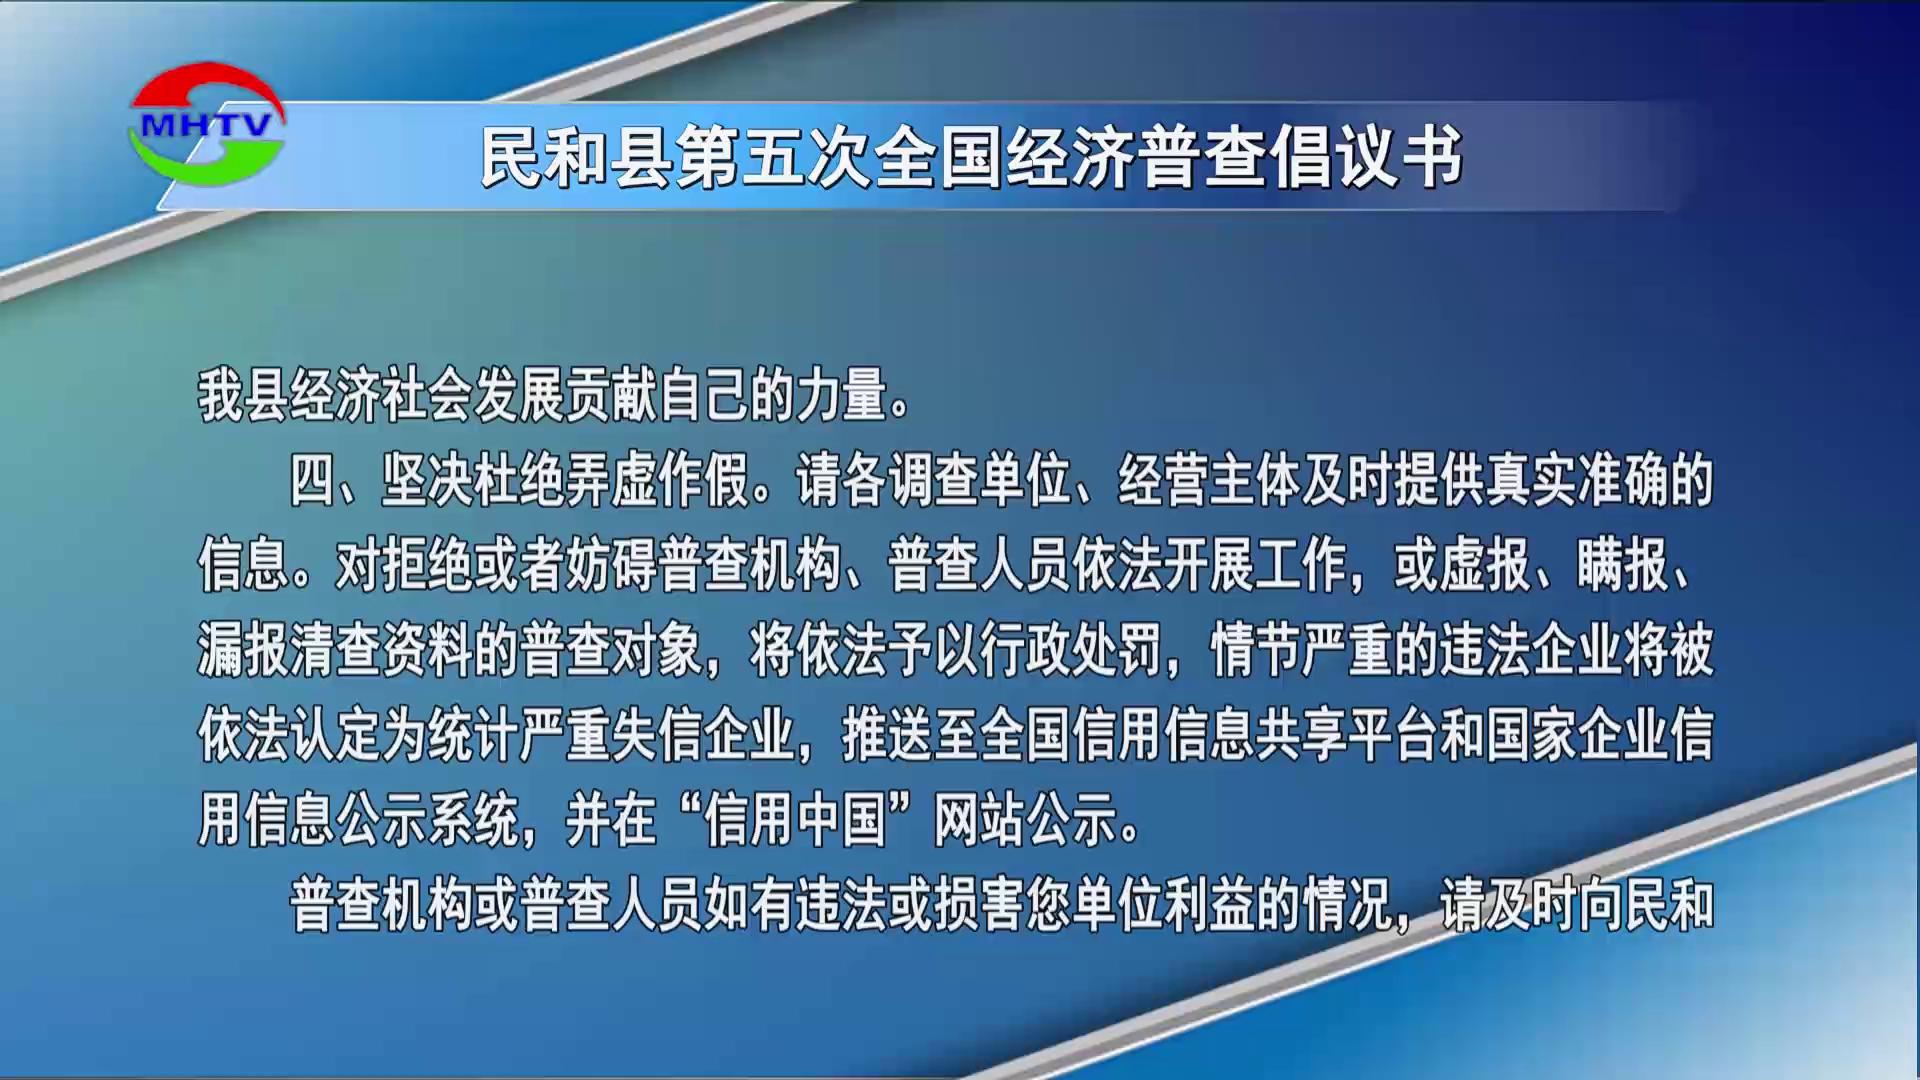 MHTV
民和县第五次全国经济普查倡议书
我县经济社会发展贡献自己的力量。
四、坚决杜绝弄虚作假。请各调查单位、经营主体及时提供真实准确的
信息。对拒绝或者妨碍普查机构、普查人员依法开展工作，或虚报、瞒报、
漏报清查资料的普查对象，将依法予以行政处罚，情节严重的违法企业将被
依法认定为统计严重失信企业，推送至全国信用信息共享平台和国家企业信
用信息公示系统，并在“信用中国”网站公示。
普查机构或普查人员如有违法或损害您单位利益的情况，请及时向民和